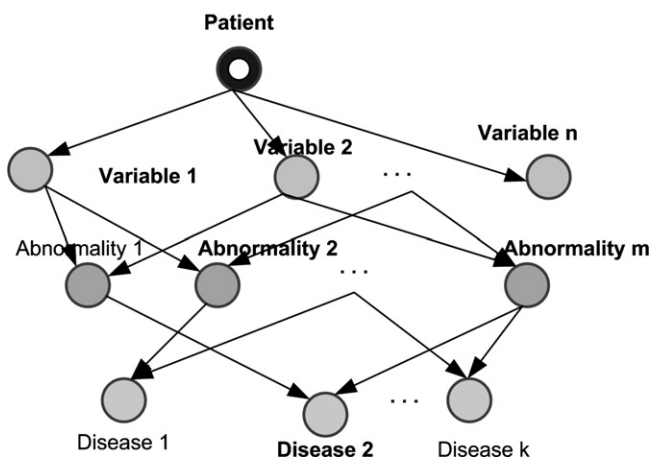 Patient
Variable n
Variable 2
Variable 1
. . .
Abnormality 1
Abnormality 2
Abnormality m
. . .
. . .
Disease 1
Disease 2
Disease k